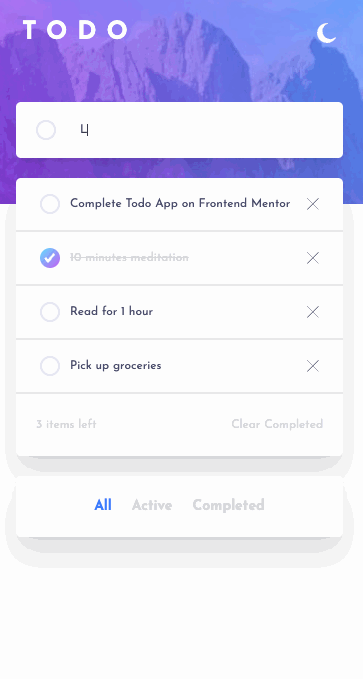 TODO
Ц
Complete Todo App on Frontend Mentor
10 minutes meditation
Read for 1 hour
Pick up groceries
3 items left Clear Completed
All Active Completed